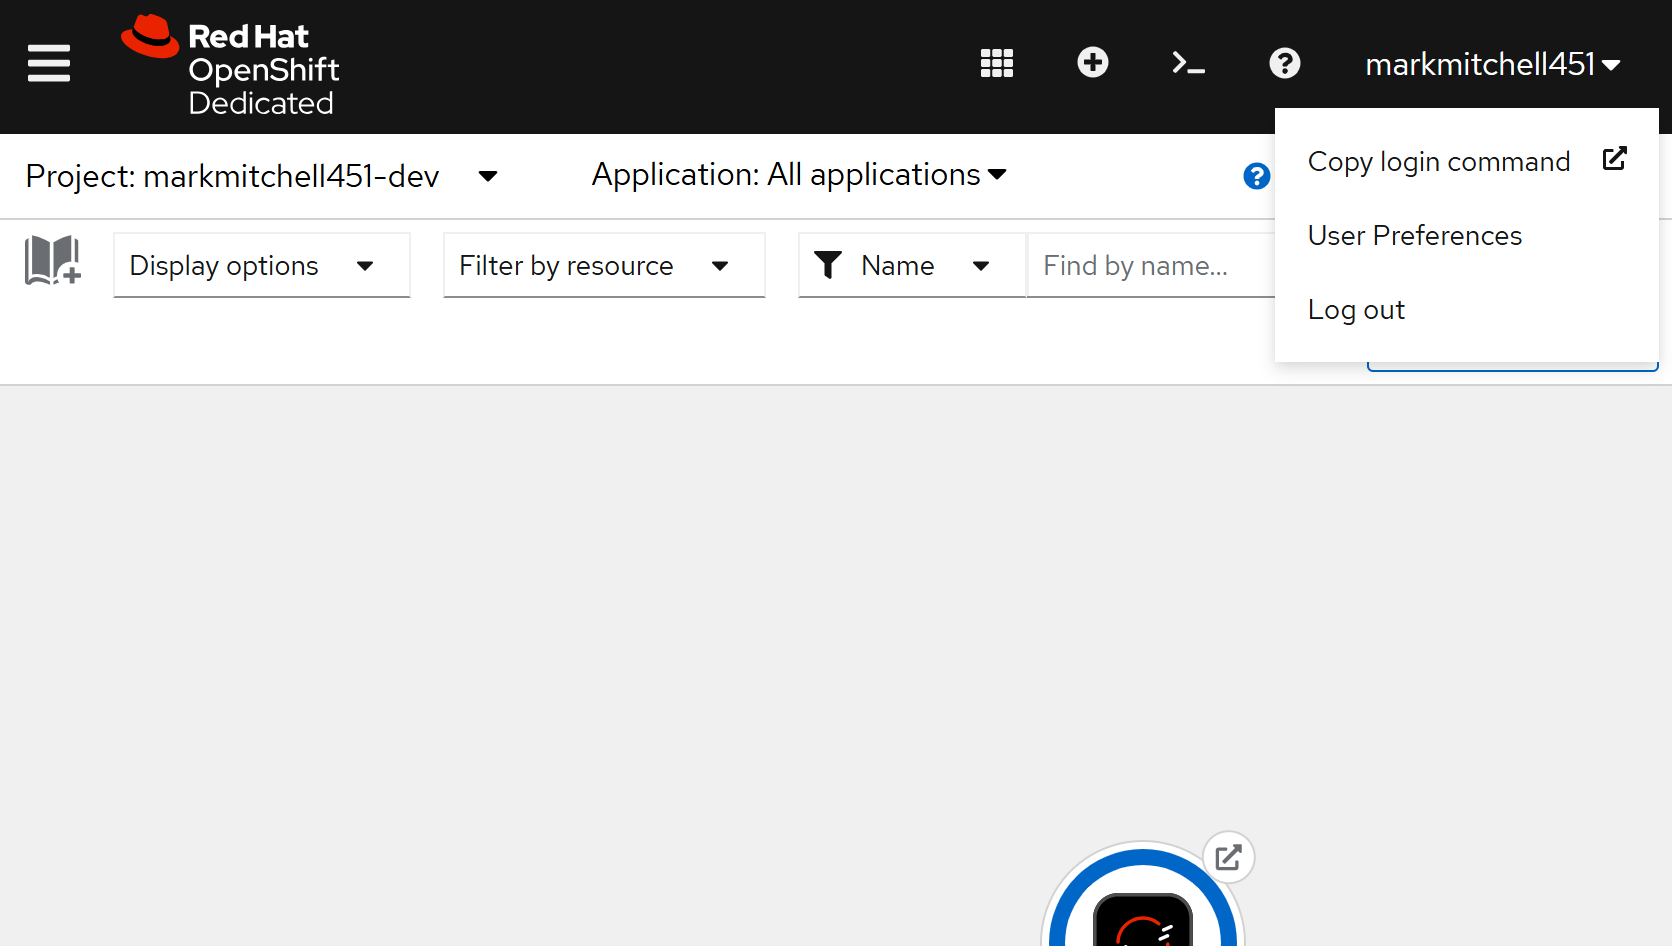 Red Hat
OpenShift
Dedicated
markmitchell451
Copy login command
User Preferences
Log out
Project: markmitchell451-dev
Application: All applications
Display options
Filter by resource
Name
Find by name...